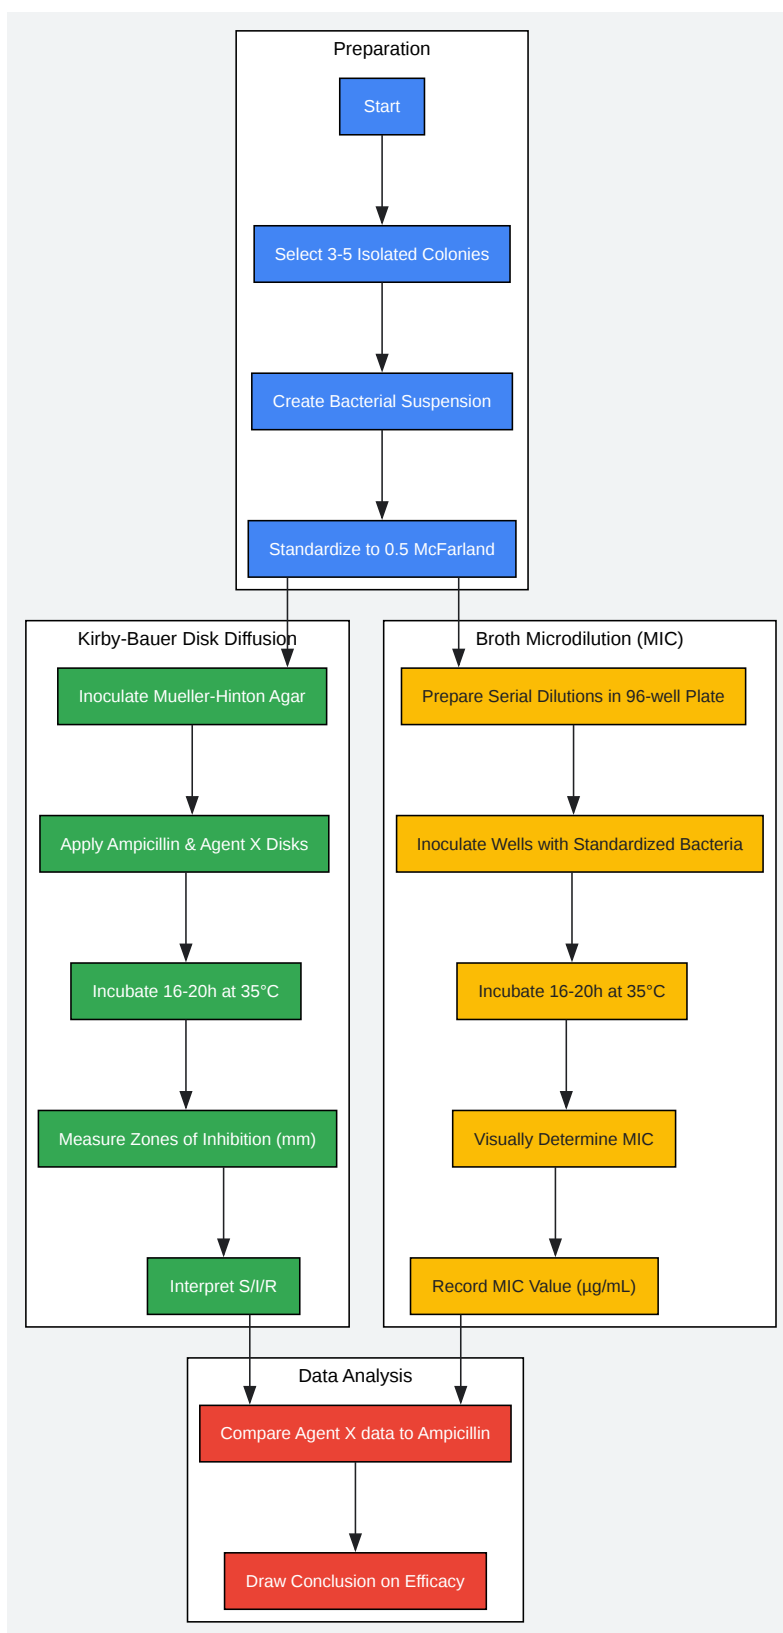 Preparation
Start
Select 3-5 Isolated Colonies
Create Bacterial Suspension
Standardize to 0.5 McFarland
Kirby-Bauer Disk Diffusion
Inoculate Mueller-Hinton Agar
Apply Ampicillin & Agent X Disks
Incubate 16-20h at 35°C
Measure Zones of Inhibition (mm)
Interpret S/I/R
Broth Microdilution (MIC)
Prepare Serial Dilutions in 96-well Plate
Inoculate Wells with Standardized Bacteria
Incubate 16-20h at 35°C
Visually Determine MIC
Record MIC Value (µg/mL)
Data Analysis
Compare Agent X data to Ampicillin
Draw Conclusion on Efficacy